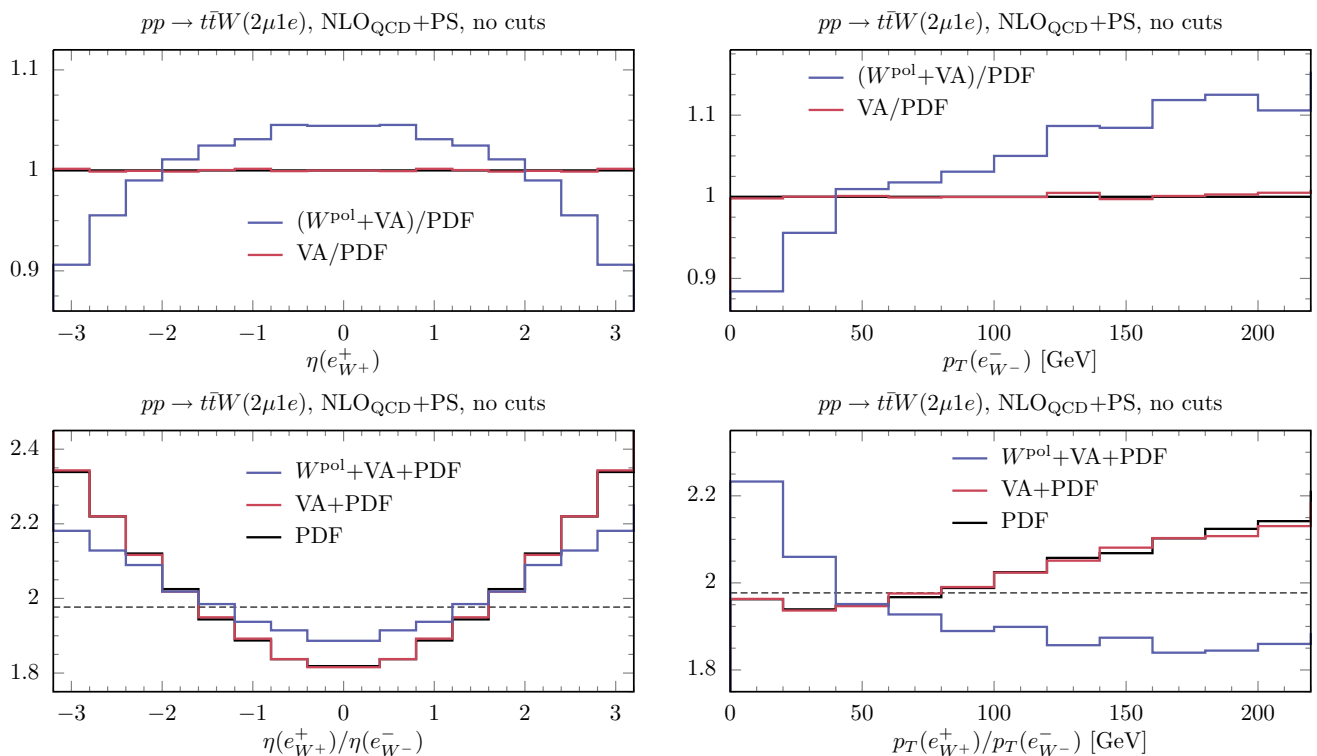 pp → tt̄W(2μ1e), NLO_QCD+PS, no cuts
1.1
1
0.9
(W^pol+VA)/PDF
VA/PDF
−3 −2 −1 0 1 2 3
η(e^+_{W^+})
pp → tt̄W(2μ1e), NLO_QCD+PS, no cuts
1.1
1
0.9
(W^pol+VA)/PDF
VA/PDF
0 50 100 150 200
p_T(e^−_{W^−}) [GeV]
pp → tt̄W(2μ1e), NLO_QCD+PS, no cuts
2.4
2.2
2
1.8
W^pol+VA+PDF
VA+PDF
PDF
−3 −2 −1 0 1 2 3
η(e^+_{W^+})/η(e^−_{W^−})
pp → tt̄W(2μ1e), NLO_QCD+PS, no cuts
2.2
2
1.8
W^pol+VA+PDF
VA+PDF
PDF
0 50 100 150 200
p_T(e^+_{W^+})/p_T(e^−_{W^−}) [GeV]